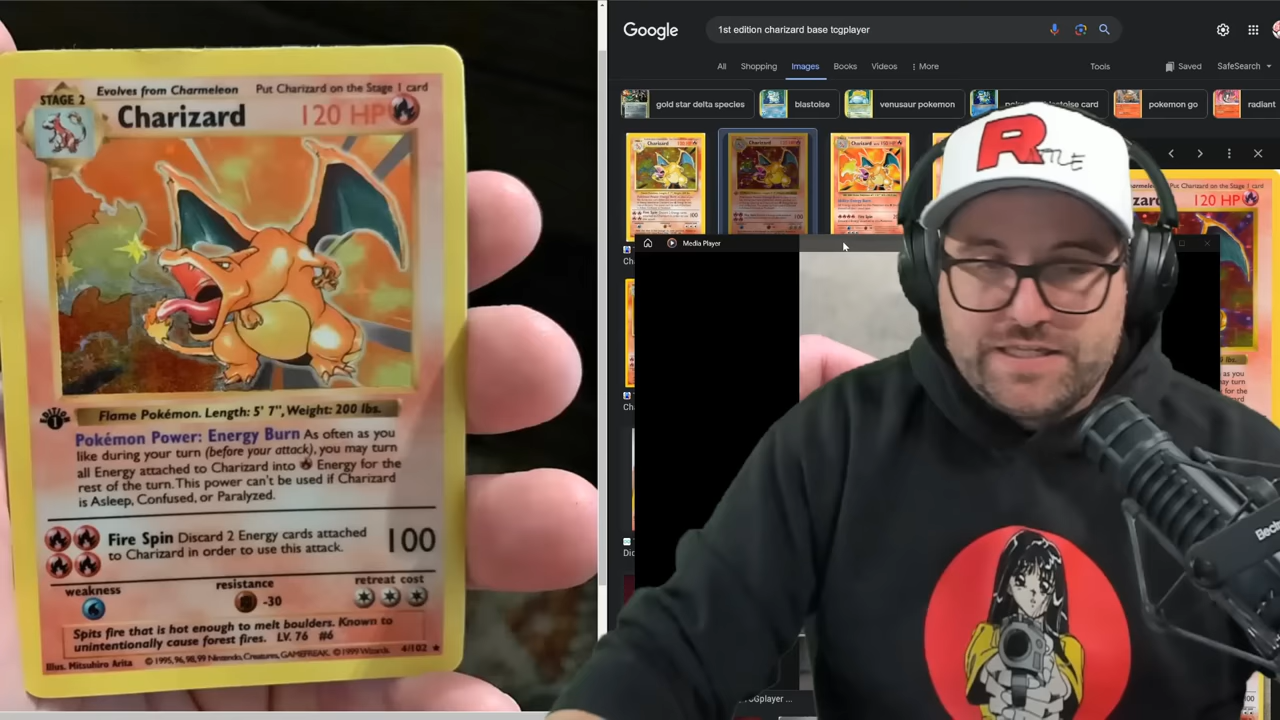 STAGE 2
Evolves from Charmeleon Put Charizard on the Stage 1 card
Charizard 120 HP
EDITION
1
Flame Pokémon. Length: 5' 7", Weight: 200 lbs.
Pokémon Power: Energy Burn As often as you
like during your turn (before your attack), you may turn
all Energy attached to Charizard into Energy for the
rest of the turn. This power can't be used if Charizard
is Asleep, Confused, or Paralyzed.
Fire Spin Discard 2 Energy cards attached
to Charizard in order to use this attack.
100
weakness resistance retreat cost
-30
Spits fire that is hot enough to melt boulders. Known to
unintentionally cause forest fires. LV. 76 #6
Illus. Mitsuhiro Arita © 1995, 96, 98, 99 Nintendo, Creatures, GAMEFREAK. © 1999 Wizards. 4/102
Google
1st edition charizard base tcgplayer
All Shopping Images Books Videos More Tools Saved SafeSearch
gold star delta species
blastoise
venusaur pokemon
pokemon go
radiant
Media Player
R
Put Charizard on the Stage 1 card
120 HP